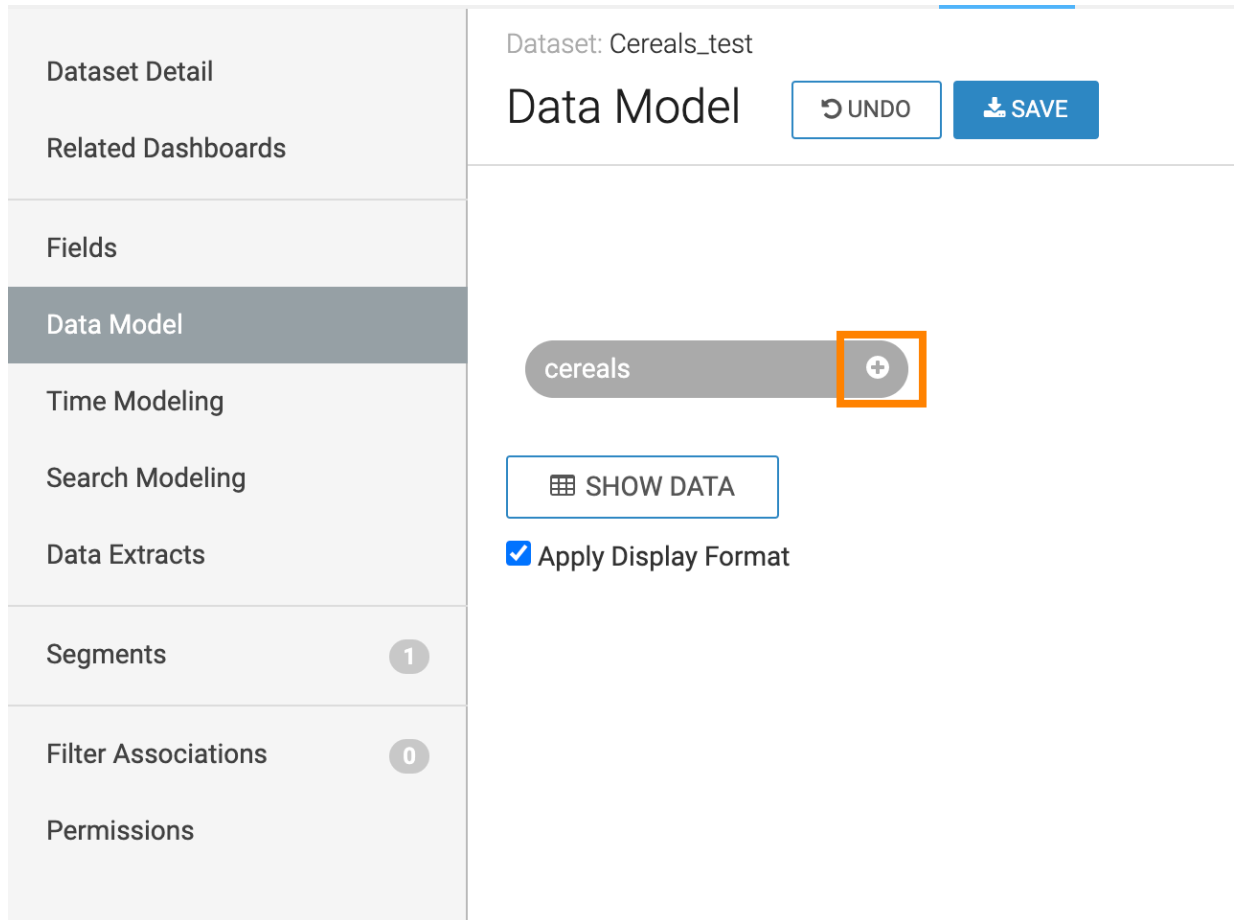 Dataset Detail
Related Dashboards
Fields
Data Model
Time Modeling
Search Modeling
Data Extracts
Segments 1
Filter Associations 0
Permissions
Dataset: Cereals_test
Data Model UNDO SAVE
cereals
SHOW DATA
Apply Display Format